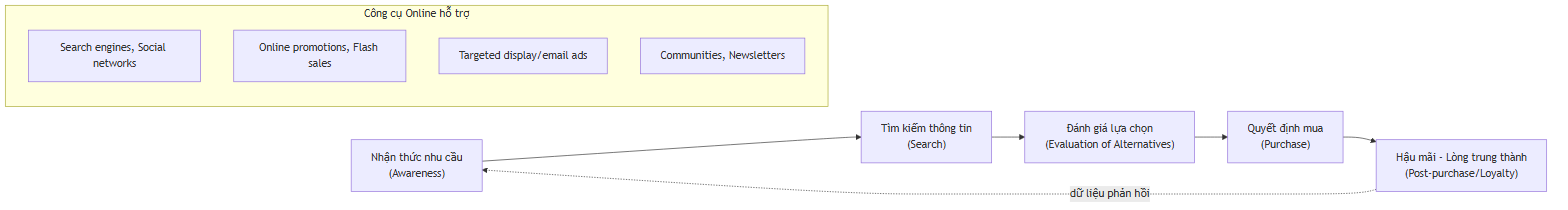 Công cụ Online hỗ trợ
Search engines, Social
networks
Online promotions, Flash
sales
Targeted display/email ads
Communities, Newsletters
Nhận thức nhu cầu
(Awareness)
Tìm kiếm thông tin
(Search)
Đánh giá lựa chọn
(Evaluation of Alternatives)
Quyết định mua
(Purchase)
Hậu mãi - Lòng trung thành
(Post-purchase/Loyalty)
dữ liệu phản hồi